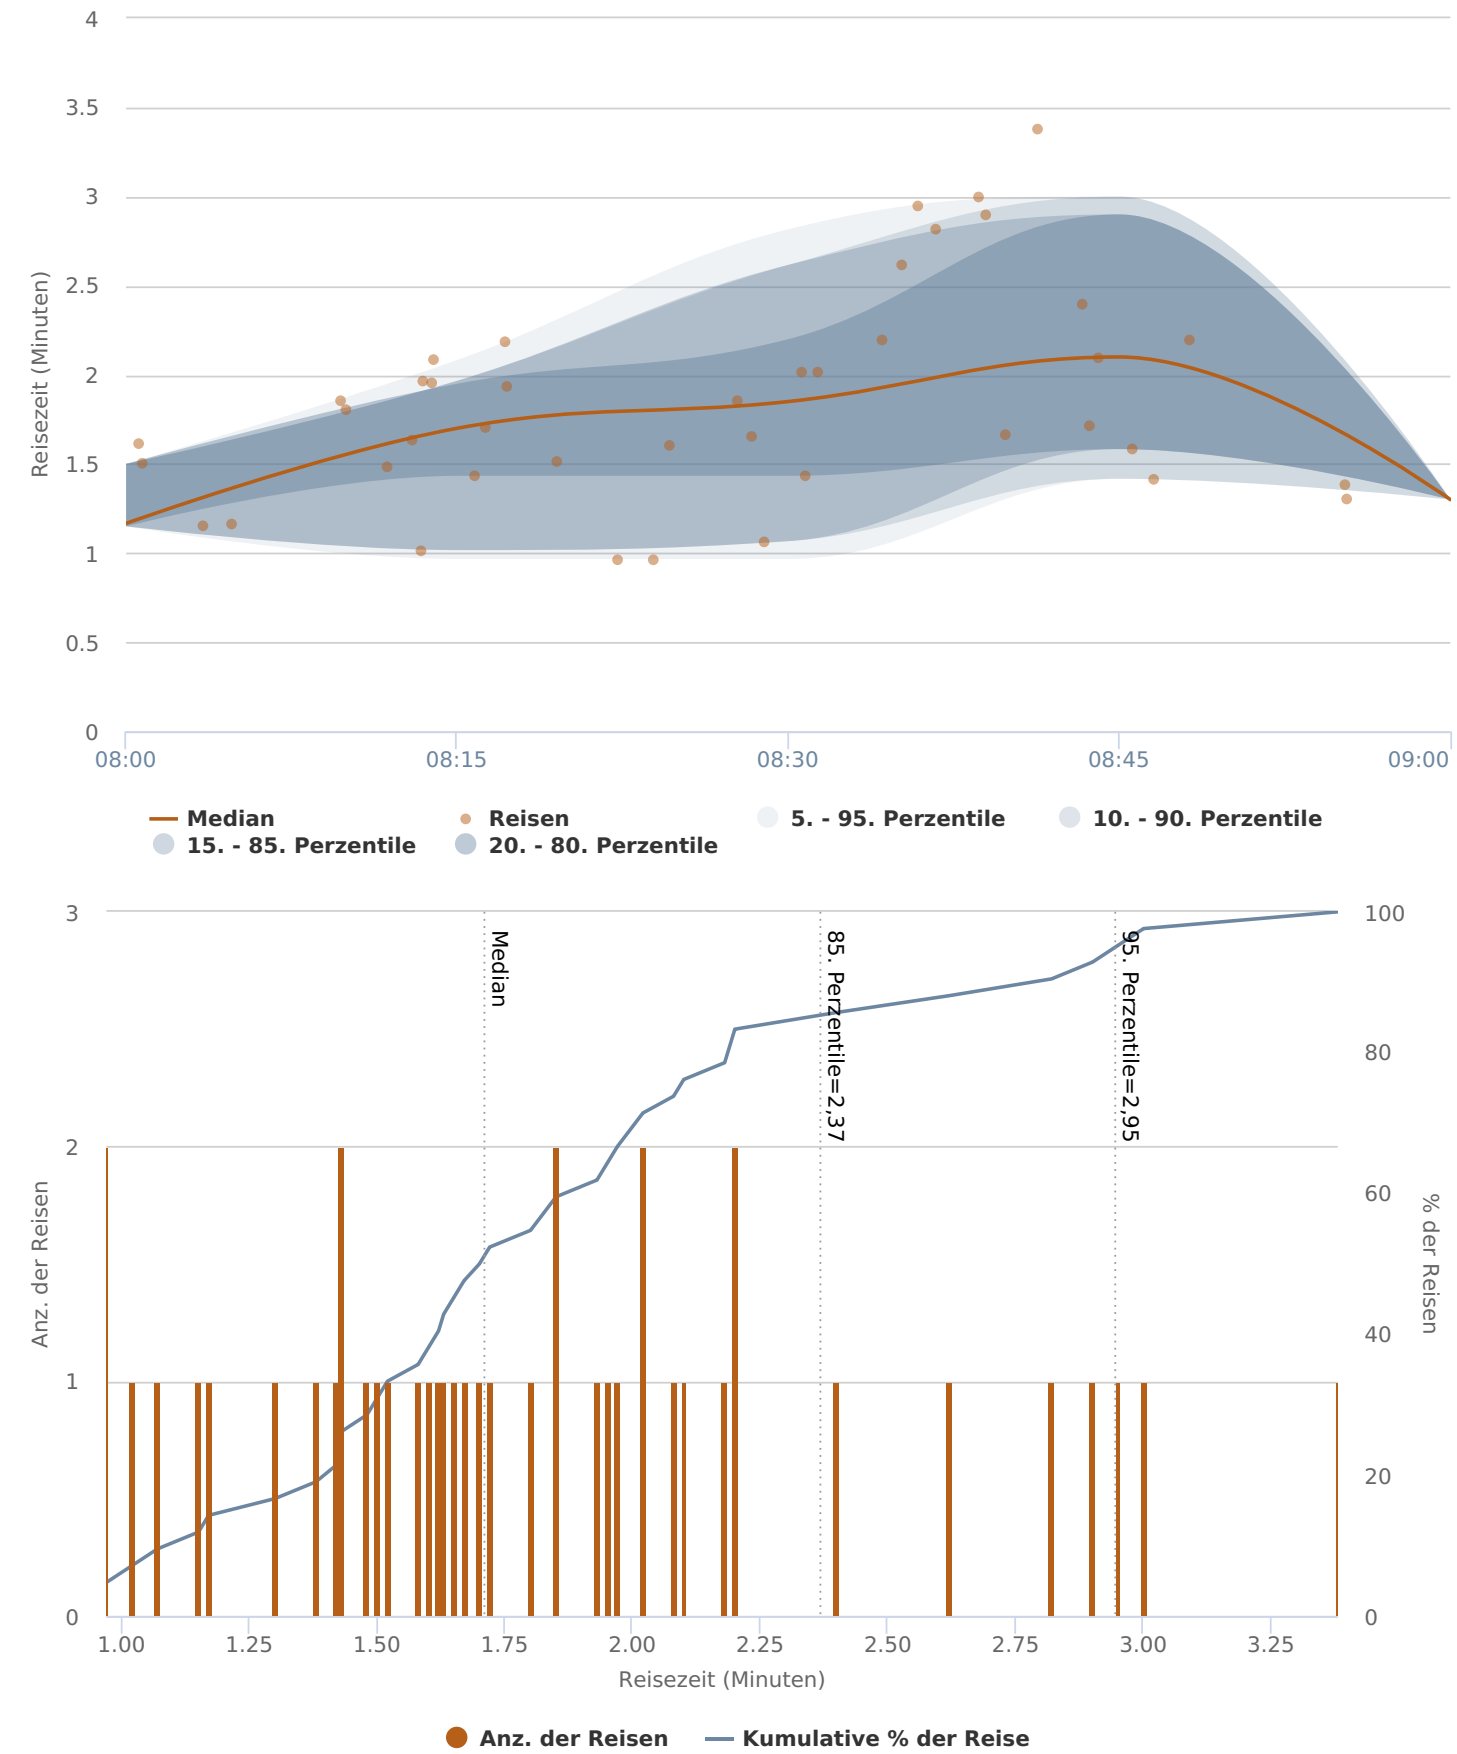 4
3.5
3
2.5
2
1.5
1
0.5
0
Reisezeit (Minuten)
08:00 08:15 08:30 08:45 09:00
Median Reisen 5. - 95. Perzentile 10. - 90. Perzentile
15. - 85. Perzentile 20. - 80. Perzentile
3
2
1
0
Anz. der Reisen
Median
85. Perzentile=2,37
95. Perzentile=2,95
100
80
60
40
20
0
% der Reisen
1.00 1.25 1.50 1.75 2.00 2.25 2.50 2.75 3.00 3.25
Reisezeit (Minuten)
Anz. der Reisen Kumulative % der Reise